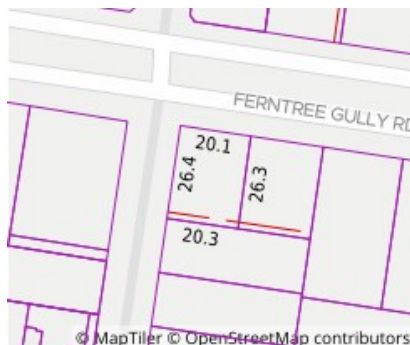 FERNTREE GULLY RD
20.1
26.4
26.3
20.3
© MapTiler © OpenStreetMap contributors